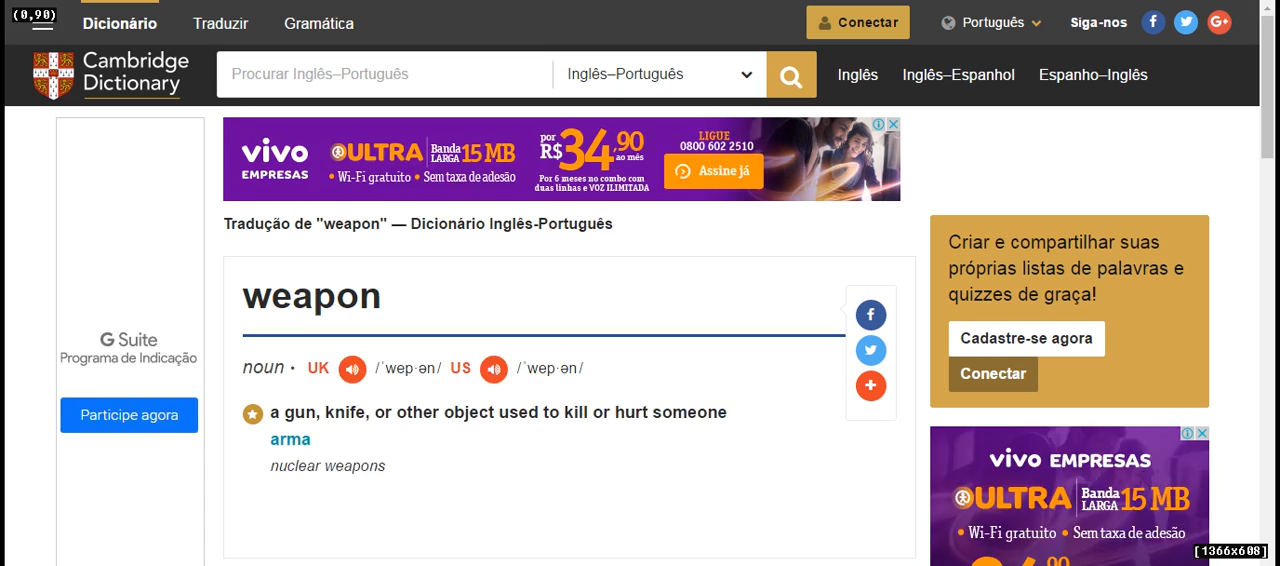 (0,90)
Dicionário Traduzir Gramática Conectar Português Siga-nos
Cambridge
Dictionary
Procurar Inglês–Português Inglês–Português Inglês Inglês–Espanhol Espanho–Inglês
vivo
EMPRESAS
ULTRA Banda
LARGA 15 MB
• Wi-Fi gratuito • Sem taxa de adesão
por
R$34,90
ao mês
Por 6 meses no combo com
duas linhas e VOZ ILIMITADA
LIGUE
0800 602 2510
Assine já
Tradução de "weapon" — Dicionário Inglês-Português
weapon
noun · UK /ˈwep·ən/ US /ˈwep·ən/
a gun, knife, or other object used to kill or hurt someone
arma
nuclear weapons
G Suite
Programa de Indicação
Participe agora
Criar e compartilhar suas
próprias listas de palavras e
quizzes de graça!
Cadastre-se agora
Conectar
vivo EMPRESAS
ULTRA Banda
LARGA 15 MB
• Wi-Fi gratuito • Sem taxa de adesão
[1366x608]